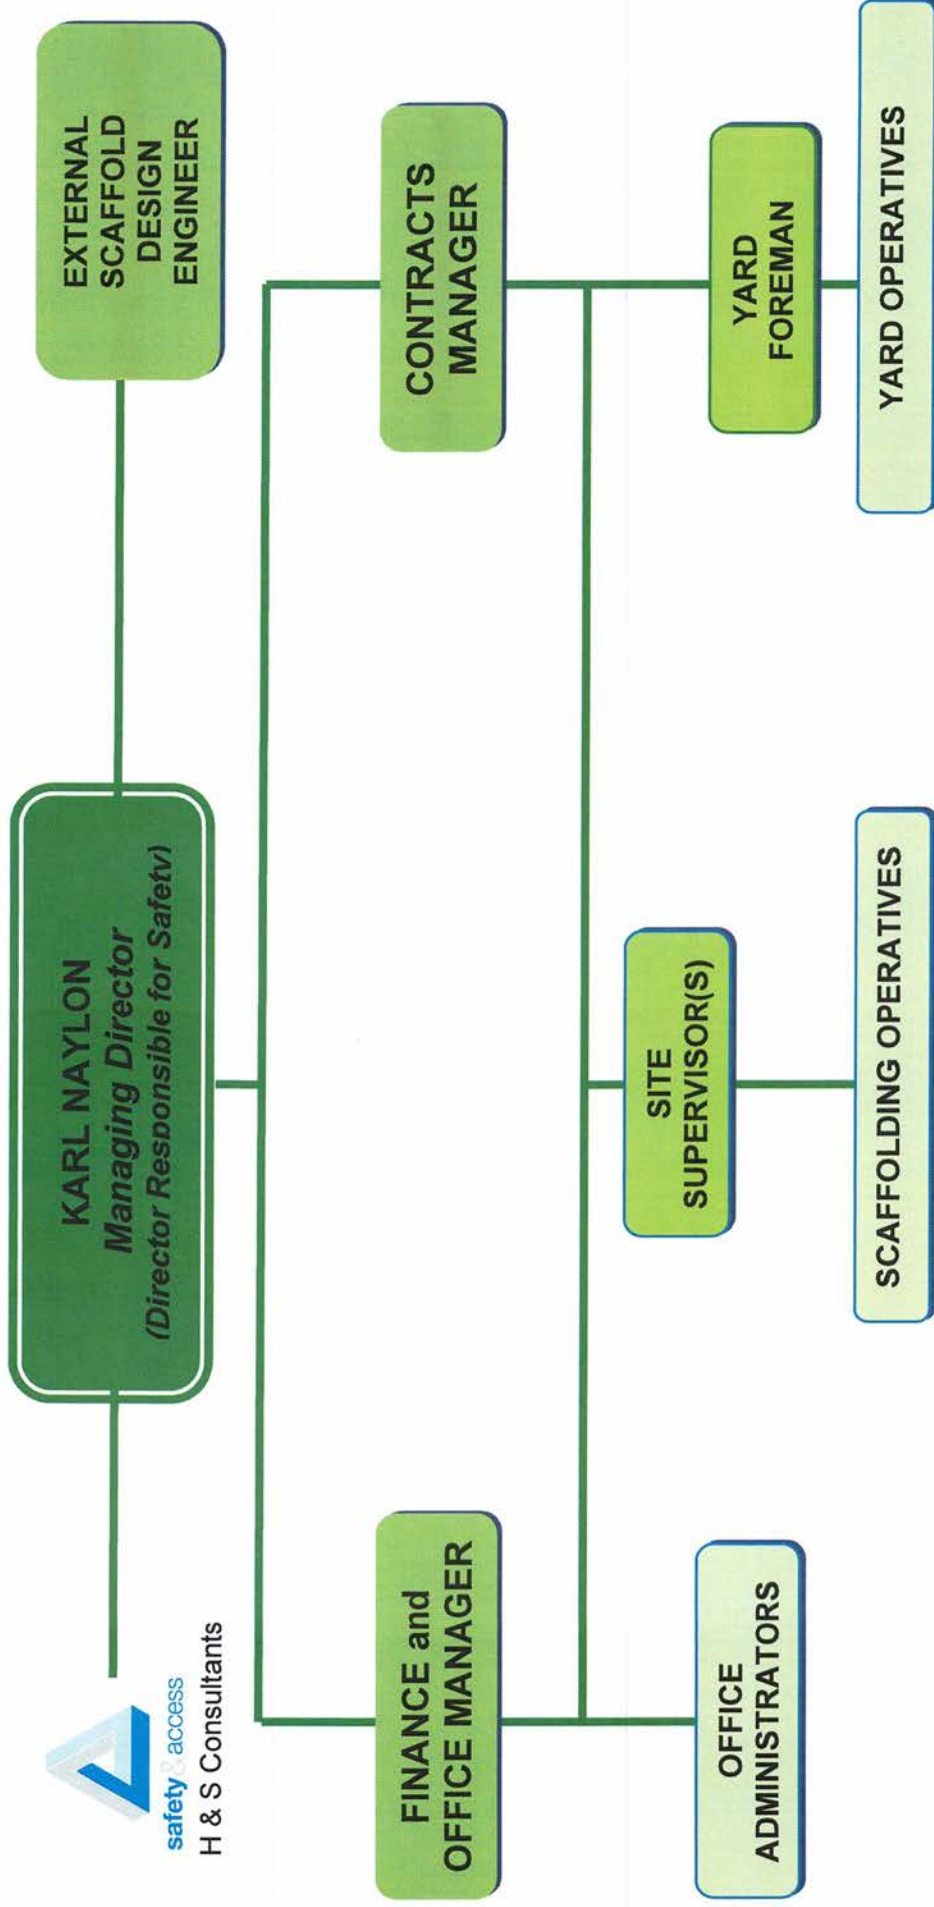 safety & access
H & S Consultants
KARL NAYLON
Managing Director
(Director Responsible for Safety)
EXTERNAL
SCAFFOLD
DESIGN
ENGINEER
FINANCE and
OFFICE MANAGER
CONTRACTS
MANAGER
OFFICE
ADMINISTRATORS
SITE
SUPERVISOR(S)
YARD
FOREMAN
SCAFFOLDING OPERATIVES
YARD OPERATIVES